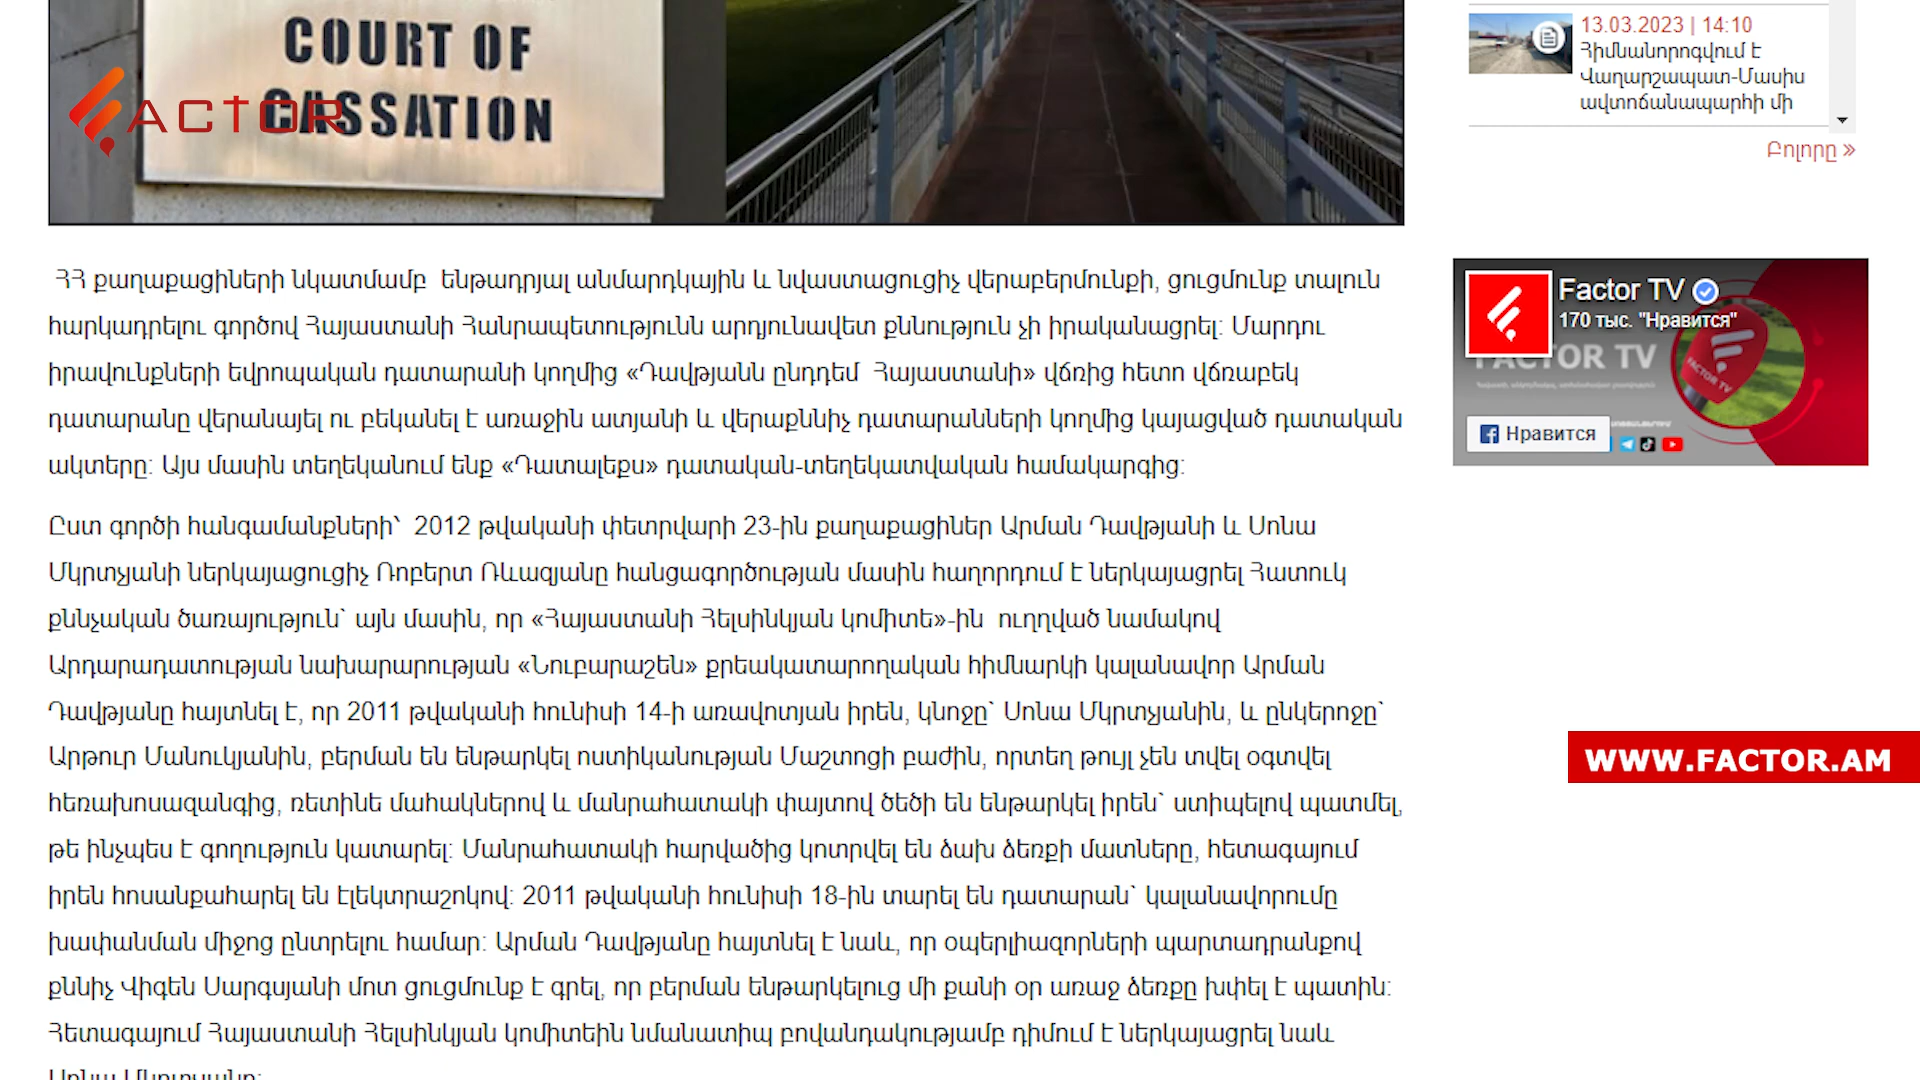 COURT OF
CASSATION
FACTOR
13.03.2023 | 14:10
Հիմնանորոգվում է
Վաղարշապատ-Մասիս
ավտոճանապարհի մի
Բոլորը »
ՀՀ քաղաքացիների նկատմամբ ենթադրյալ անմարդկային և նվաստացուցիչ վերաբերմունքի, ցուցմունք տալուն
հարկադրելու գործով Հայաստանի Հանրապետությունն արդյունավետ քննություն չի իրականացրել: Մարդու
իրավունքների եվրոպական դատարանի կողմից «Դավթյանն ընդդեմ Հայաստանի» վճռից հետո վճռաբեկ
դատարանը վերանայել ու բեկանել է առաջին ատյանի և վերաքննիչ դատարանների կողմից կայացված դատական
ակտերը: Այս մասին տեղեկանում ենք «Դատալեքս» դատական-տեղեկատվական համակարգից:
Ըստ գործի հանգամանքների՝ 2012 թվականի փետրվարի 23-ին քաղաքացիներ Արման Դավթյանի և Սոնա
Մկրտչյանի ներկայացուցիչ Ռոբերտ Ռևազյանը հանցագործության մասին հաղորդում է ներկայացրել Հատուկ
քննչական ծառայություն` այն մասին, որ «Հայաստանի Հելսինկյան կոմիտե»-ին ուղղված նամակով
Արդարադատության նախարարության «Նուբարաշեն» քրեակատարողական հիմնարկի կալանավոր Արման
Դավթյանը հայտնել է, որ 2011 թվականի հունիսի 14-ի առավոտյան իրեն, կնոջը` Սոնա Մկրտչյանին, և ընկերոջը`
Արթուր Մանուկյանին, բերման են ենթարկել ոստիկանության Մաշտոցի բաժին, որտեղ թույլ չեն տվել օգտվել
հեռախոսազանգից, ռետինե մահակներով և մանրահատակի փայտով ծեծի են ենթարկել իրեն` ստիպելով պատմել,
թե ինչպես է գողություն կատարել: Մանրահատակի հարվածից կոտրվել են ձախ ձեռքի մատները, հետագայում
իրեն հոսանքահարել են էլեկտրաշոկով: 2011 թվականի հունիսի 18-ին տարել են դատարան` կալանավորումը
խափանման միջոց ընտրելու համար: Արման Դավթյանը հայտնել է նաև, որ օպերլիազորների պարտադրանքով
քննիչ Վիգեն Սարգսյանի մոտ ցուցմունք է գրել, որ բերման ենթարկելուց մի քանի օր առաջ ձեռքը խփել է պատին:
Հետագայում Հայաստանի Հելսինկյան կոմիտեին նմանատիպ բովանդակությամբ դիմում է ներկայացրել նաև
Սոնա Մկրտչյանը:
Factor TV
170 тыс. "Нравится"
FACTOR TV
FACTOR TV
Нравится
WWW.FACTOR.AM